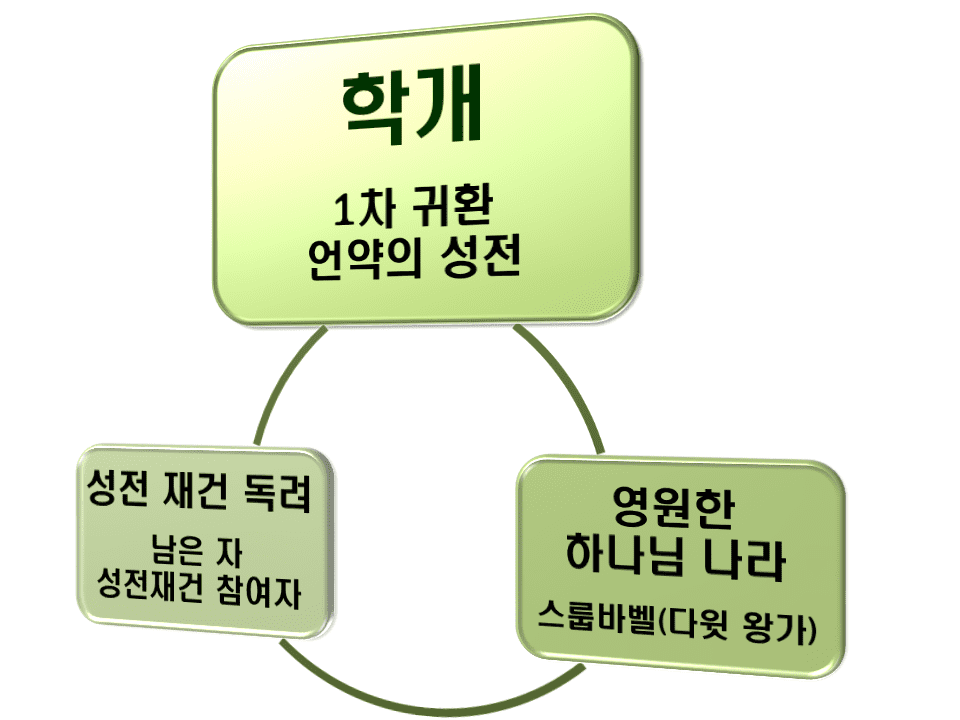 학개
1차 귀환
언약의 성전
성전 재건 독려
남은 자
성전재건 참여자
영원한
하나님 나라
스룹바벨(다윗 왕가)